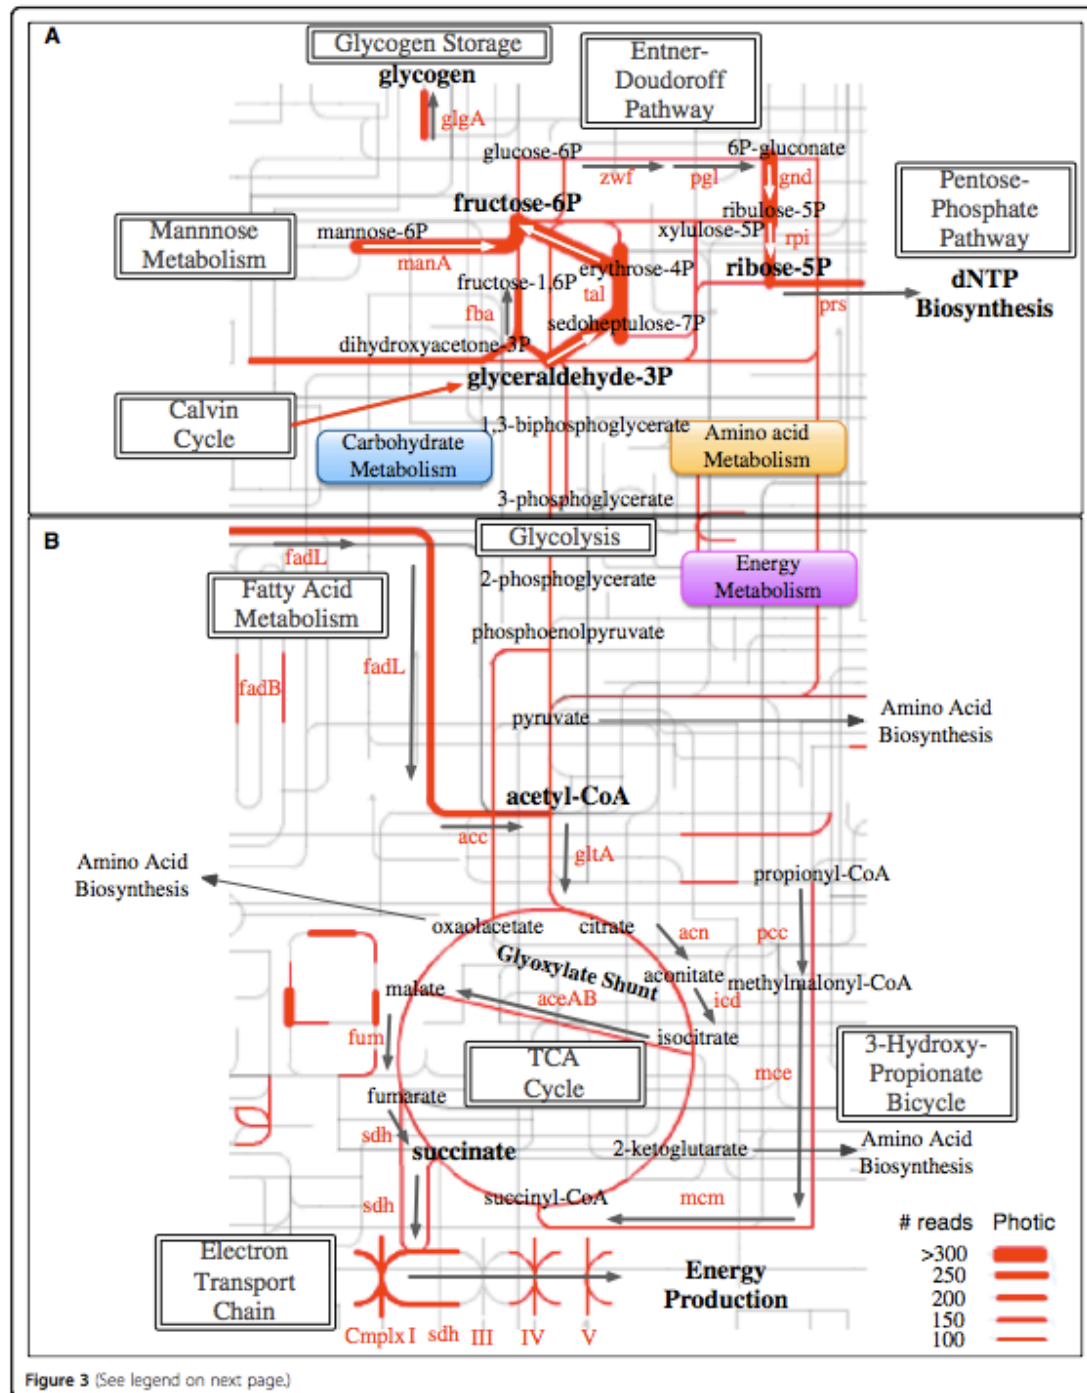 A
Glycogen Storage
glycogen
glgA
Entner-
Doudoroff
Pathway
glucose-6P
zwf
pgl
6P-gluconate
gnd
ribulose-5P
xylulose-5P
rpi
ribose-5P
Pentose-
Phosphate
Pathway
dNTP
Biosynthesis
prs
Mannnose
Metabolism
mannose-6P
manA
fructose-6P
fructose-1,6P
fba
erythrose-4P
tal
sedoheptulose-7P
dihydroxyacetone-3P
glyceraldehyde-3P
Calvin
Cycle
Carbohydrate
Metabolism
1,3-biphosphoglycerate
Amino acid
Metabolism
3-phosphoglycerate
B
Glycolysis
fadL
Fatty Acid
Metabolism
2-phosphoglycerate
Energy
Metabolism
phosphoenolpyruvate
fadL
fadB
pyruvate
Amino Acid
Biosynthesis
acetyl-CoA
acc
gltA
Amino Acid
Biosynthesis
propionyl-CoA
oxaolacetate
citrate
acn
pcc
Glyoxylate Shunt
aconitate
methylmalonyl-CoA
malate
aceAB
icd
fum
isocitrate
TCA
Cycle
mce
3-Hydroxy-
Propionate
Bicycle
fumarate
sdh
succinate
2-ketoglutarate
Amino Acid
Biosynthesis
sdh
succinyl-CoA
mcm
# reads Photic
>300
250
200
150
100
Electron
Transport
Chain
Energy
Production
Cmplx I sdh III IV V
Figure 3 (See legend on next page.)